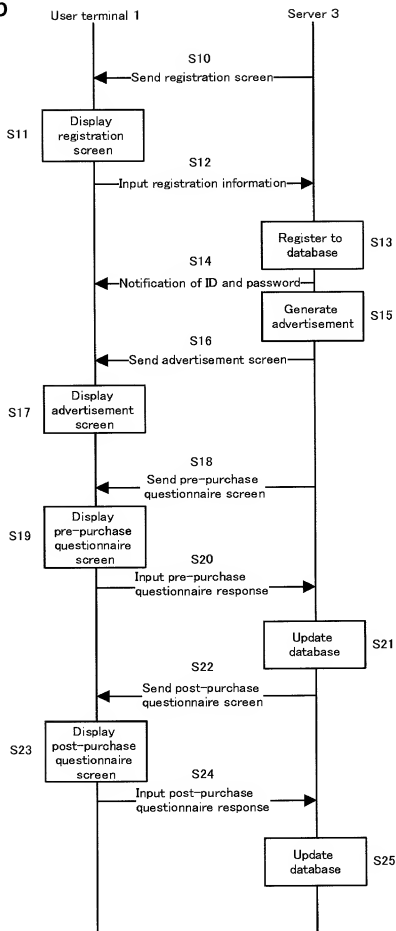 User terminal 1
Server 3
S10
Send registration screen
S11
Display
registration
screen
S12
Input registration information
Register to
database
S13
S14
Notification of ID and password
Generate
advertisement
S15
S16
Send advertisement screen
S17
Display
advertisement
screen
S18
Send pre-purchase
questionnaire screen
S19
Display
pre-purchase
questionnaire
screen
S20
Input pre-purchase
questionnaire response
Update
database
S21
S22
Send post-purchase
questionnaire screen
S23
Display
post-purchase
questionnaire
screen
S24
Input post-purchase
questionnaire response
Update
database
S25